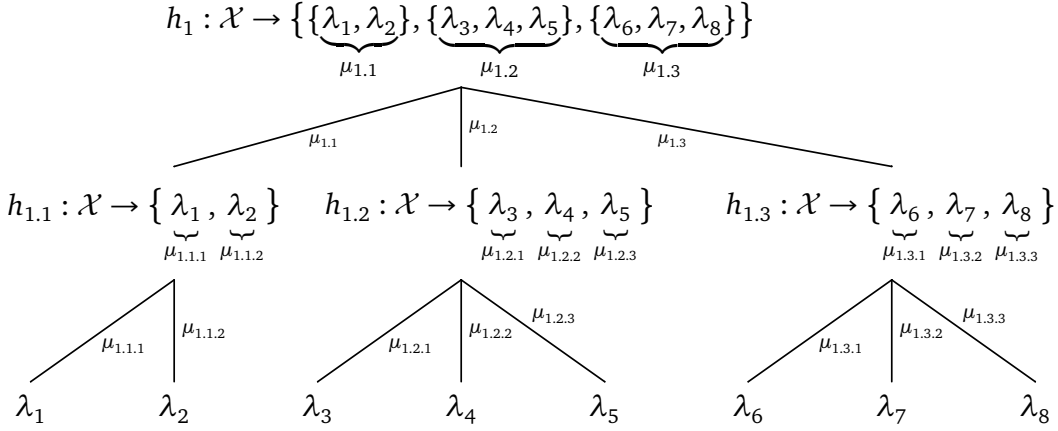 h₁ : 𝒳 → {{λ₁, λ₂}, {λ₃, λ₄, λ₅}, {λ₆, λ₇, λ₈}}
μ₁.₁ μ₁.₂ μ₁.₃
μ₁.₁ μ₁.₂ μ₁.₃
h₁.₁ : 𝒳 → { λ₁ , λ₂ } h₁.₂ : 𝒳 → { λ₃ , λ₄ , λ₅ } h₁.₃ : 𝒳 → { λ₆ , λ₇ , λ₈ }
μ₁.₁.₁ μ₁.₁.₂ μ₁.₂.₁ μ₁.₂.₂ μ₁.₂.₃ μ₁.₃.₁ μ₁.₃.₂ μ₁.₃.₃
μ₁.₁.₁ μ₁.₁.₂ μ₁.₂.₁ μ₁.₂.₂ μ₁.₂.₃ μ₁.₃.₁ μ₁.₃.₂ μ₁.₃.₃
λ₁ λ₂ λ₃ λ₄ λ₅ λ₆ λ₇ λ₈